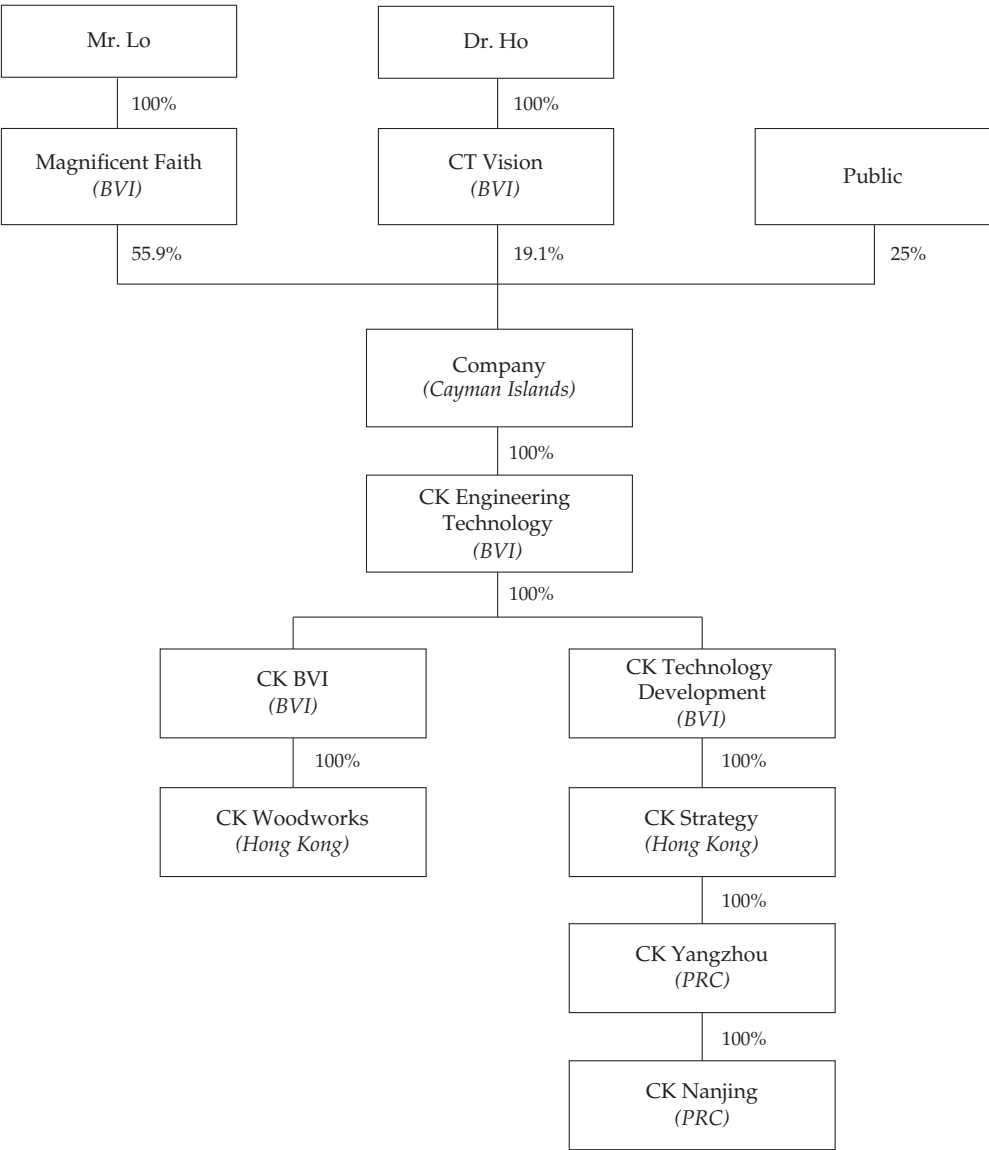 Mr. Lo
Dr. Ho
100%
100%
Magnificent Faith
(BVI)
CT Vision
(BVI)
Public
55.9%
19.1%
25%
Company
(Cayman Islands)
100%
CK Engineering
Technology
(BVI)
100%
CK BVI
(BVI)
CK Technology
Development
(BVI)
100%
100%
CK Woodworks
(Hong Kong)
CK Strategy
(Hong Kong)
100%
CK Yangzhou
(PRC)
100%
CK Nanjing
(PRC)